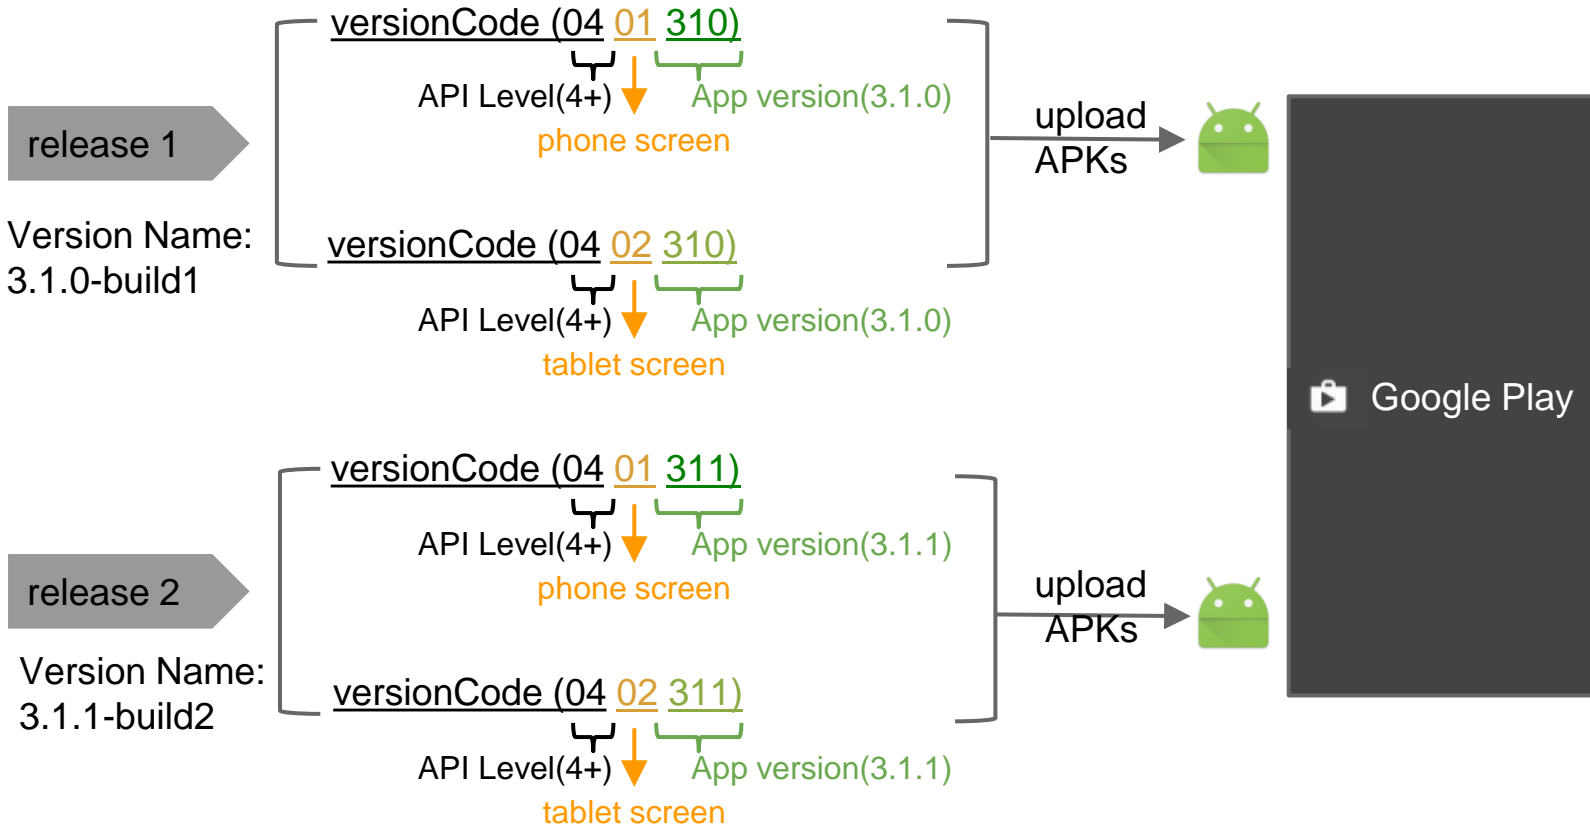 versionCode (04 01 310)
API Level(4+)
App version(3.1.0)
phone screen
release 1
Version Name:
3.1.0-build1
versionCode (04 02 310)
API Level(4+)
App version(3.1.0)
tablet screen
upload
APKs
Google Play
versionCode (04 01 311)
API Level(4+)
App version(3.1.1)
phone screen
release 2
Version Name:
3.1.1-build2
versionCode (04 02 311)
API Level(4+)
App version(3.1.1)
tablet screen
upload
APKs